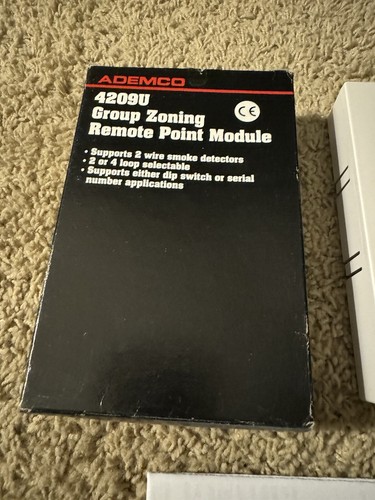 ADEMCO
4209U
Group Zoning
Remote Point Module
CE
• Supports 2 wire smoke detectors
• 2 or 4 loop selectable
• Supports either dip switch or serial
number applications